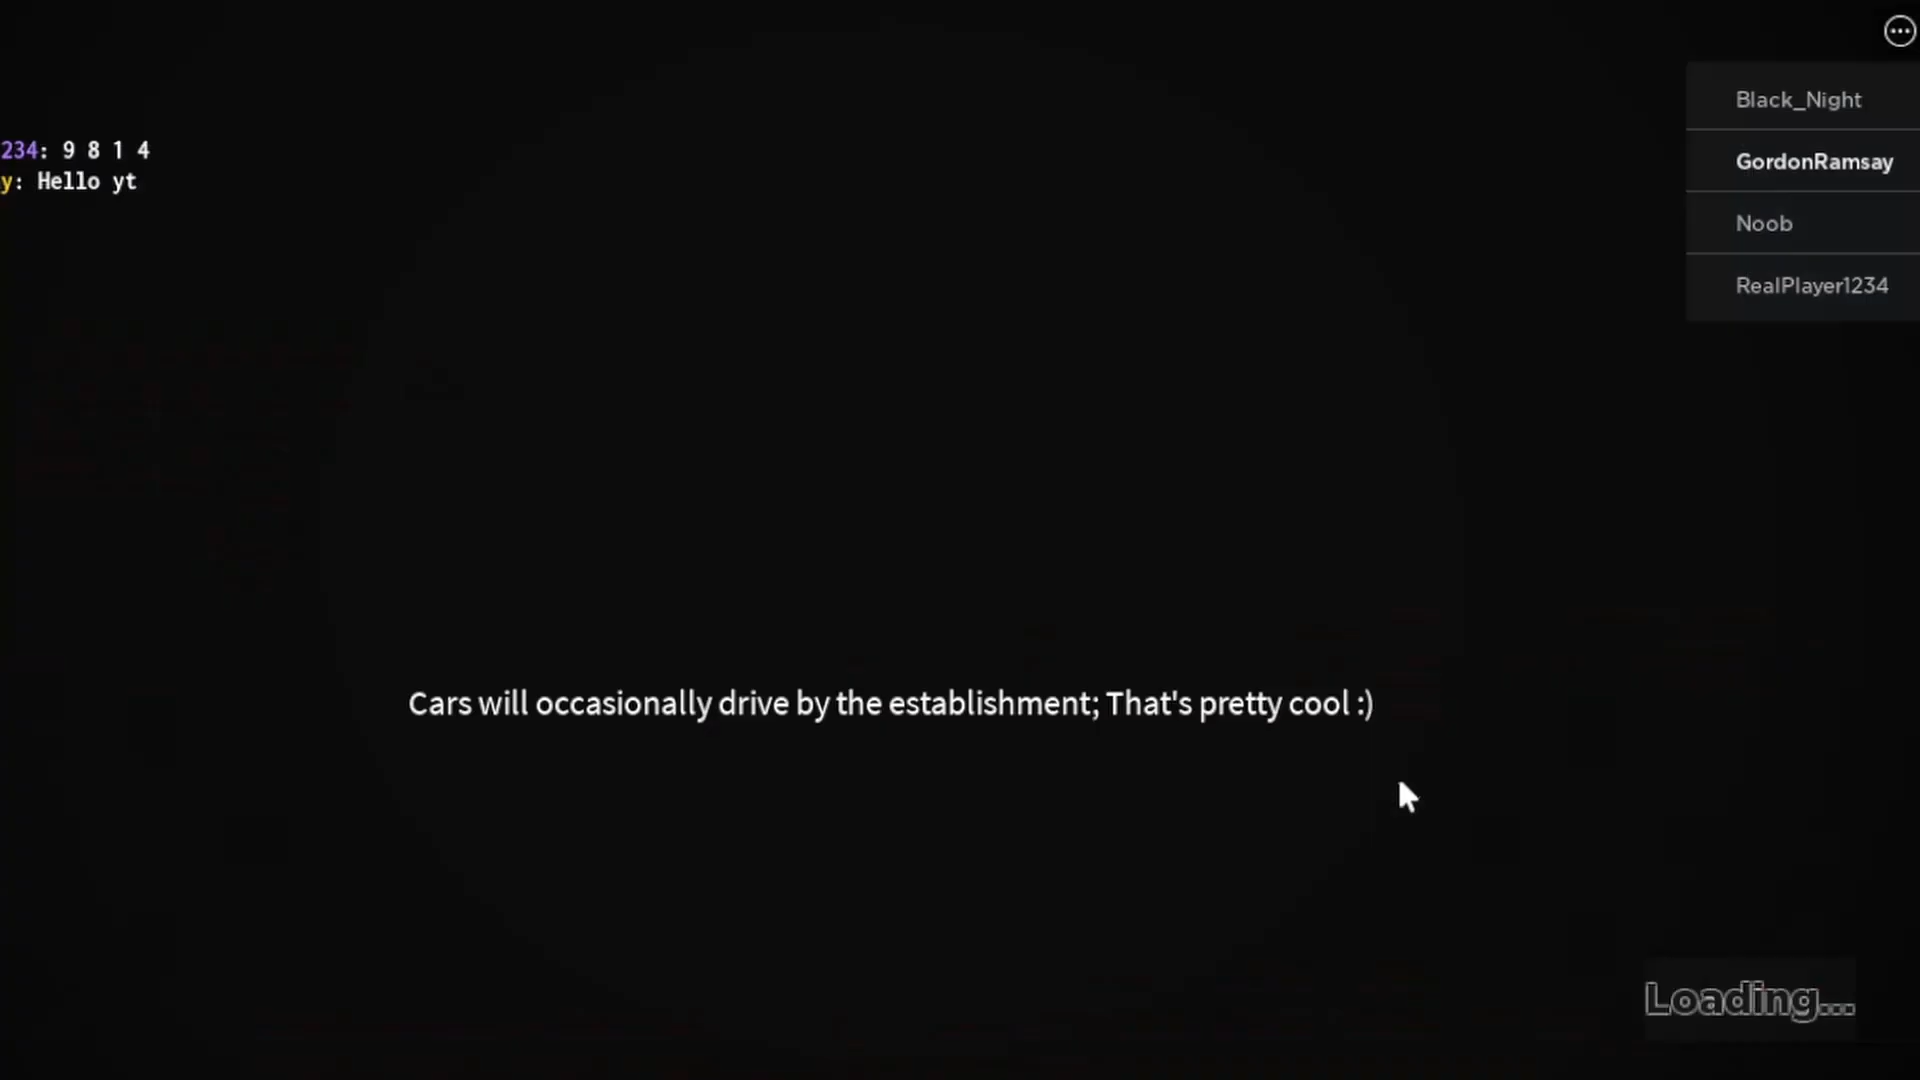 Black_Night
234: 9 8 1 4
GordonRamsay
y: Hello yt
Noob
RealPlayer1234
Cars will occasionally drive by the establishment; That's pretty cool :)
Loading...